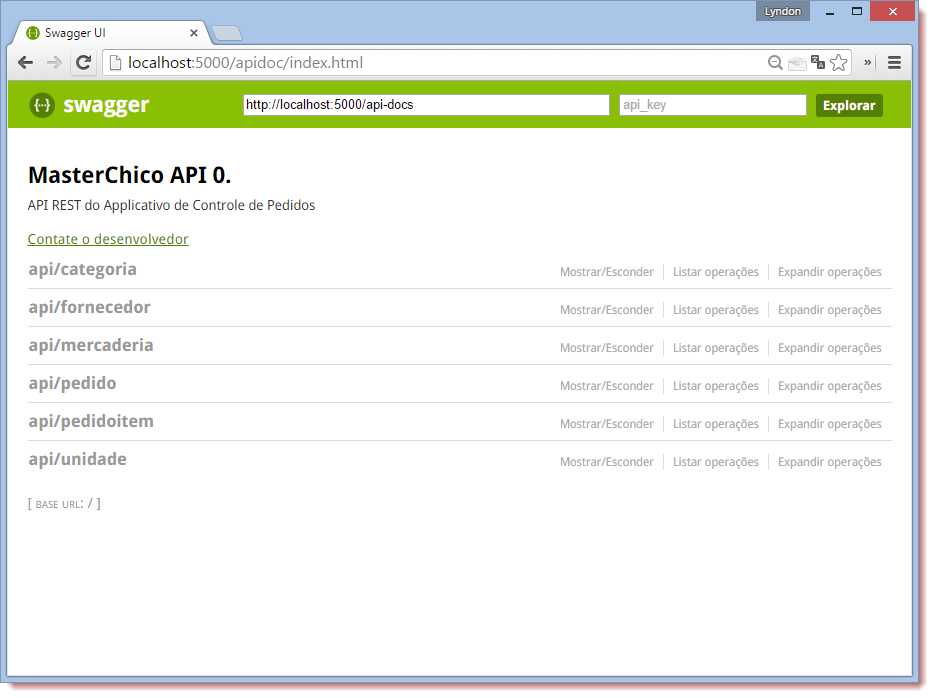 Lyndon
Swagger UI
localhost:5000/apidoc/index.html
swagger http://localhost:5000/api-docs api_key Explorar
MasterChico API 0.
API REST do Applicativo de Controle de Pedidos
Contate o desenvolvedor
api/categoria Mostrar/Esconder Listar operações Expandir operações
api/fornecedor Mostrar/Esconder Listar operações Expandir operações
api/mercaderia Mostrar/Esconder Listar operações Expandir operações
api/pedido Mostrar/Esconder Listar operações Expandir operações
api/pedidoitem Mostrar/Esconder Listar operações Expandir operações
api/unidade Mostrar/Esconder Listar operações Expandir operações
[ BASE URL: / ]